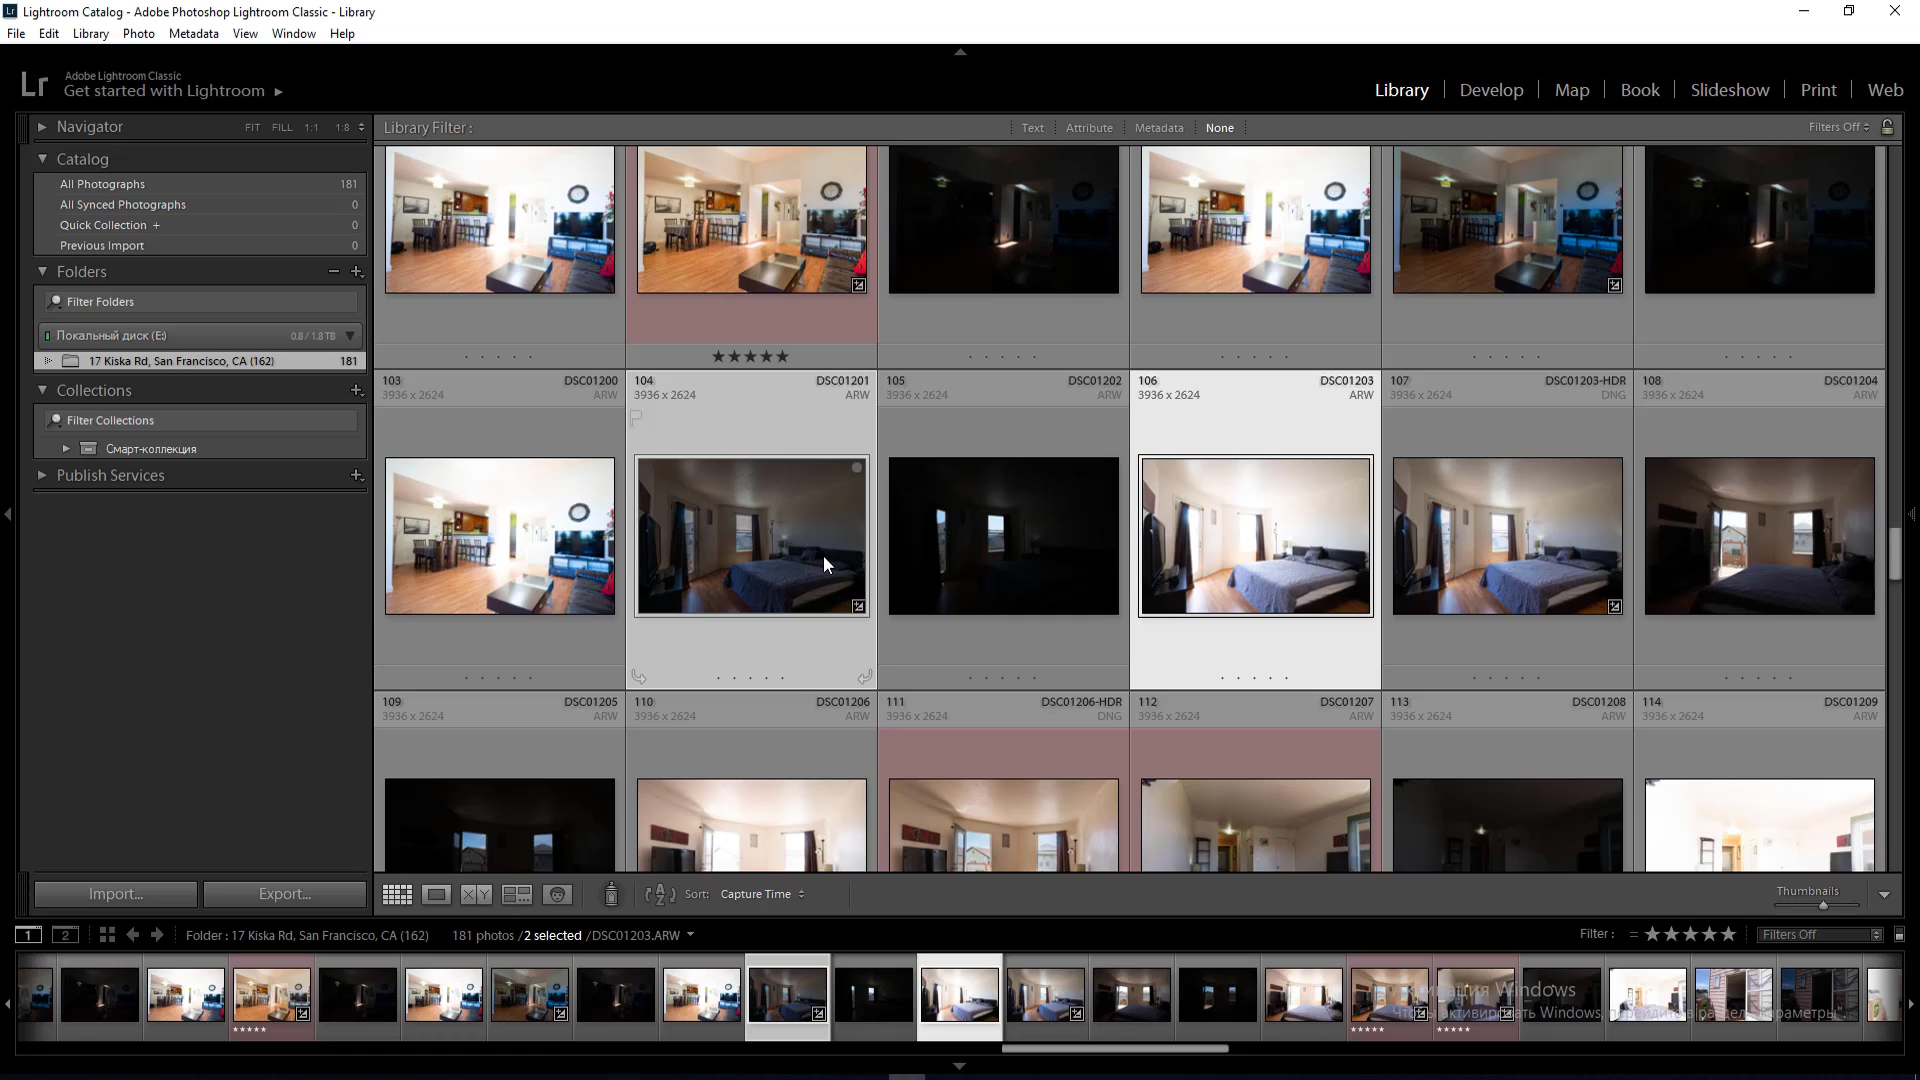 Lightroom Catalog - Adobe Photoshop Lightroom Classic - Library
File Edit Library Photo Metadata View Window Help
Lr
Adobe Lightroom Classic
Get started with Lightroom
Library Develop Map Book Slideshow Print Web
Navigator FIT FILL 1:1 1:8
Library Filter : Text Attribute Metadata None Filters Off
Catalog
All Photographs 181
All Synced Photographs 0
Quick Collection + 0
Previous Import 0
Folders
Filter Folders
Локальный диск (E:) 0.8 / 1.8 TB
17 Kiska Rd, San Francisco, CA (162) 181
Collections
Filter Collections
Смарт-коллекция
Publish Services
103 DSC01200
3936 x 2624 ARW
104 DSC01201
3936 x 2624 ARW
105 DSC01202
3936 x 2624 ARW
106 DSC01203
3936 x 2624 ARW
107 DSC01203-HDR
3936 x 2624 DNG
108 DSC01204
3936 x 2624 ARW
109 DSC01205
3936 x 2624 ARW
110 DSC01206
3936 x 2624 ARW
111 DSC01206-HDR
3936 x 2624 DNG
112 DSC01207
3936 x 2624 ARW
113 DSC01208
3936 x 2624 ARW
114 DSC01209
3936 x 2624 ARW
Import... Export...
X Y
A Z
Sort: Capture Time
Thumbnails
1 2 Folder : 17 Kiska Rd, San Francisco, CA (162) 181 photos / 2 selected / DSC01203.ARW Filter : Filters Off
Активация Windows
Чтобы активировать Windows, перейдите в раздел "Параметры".